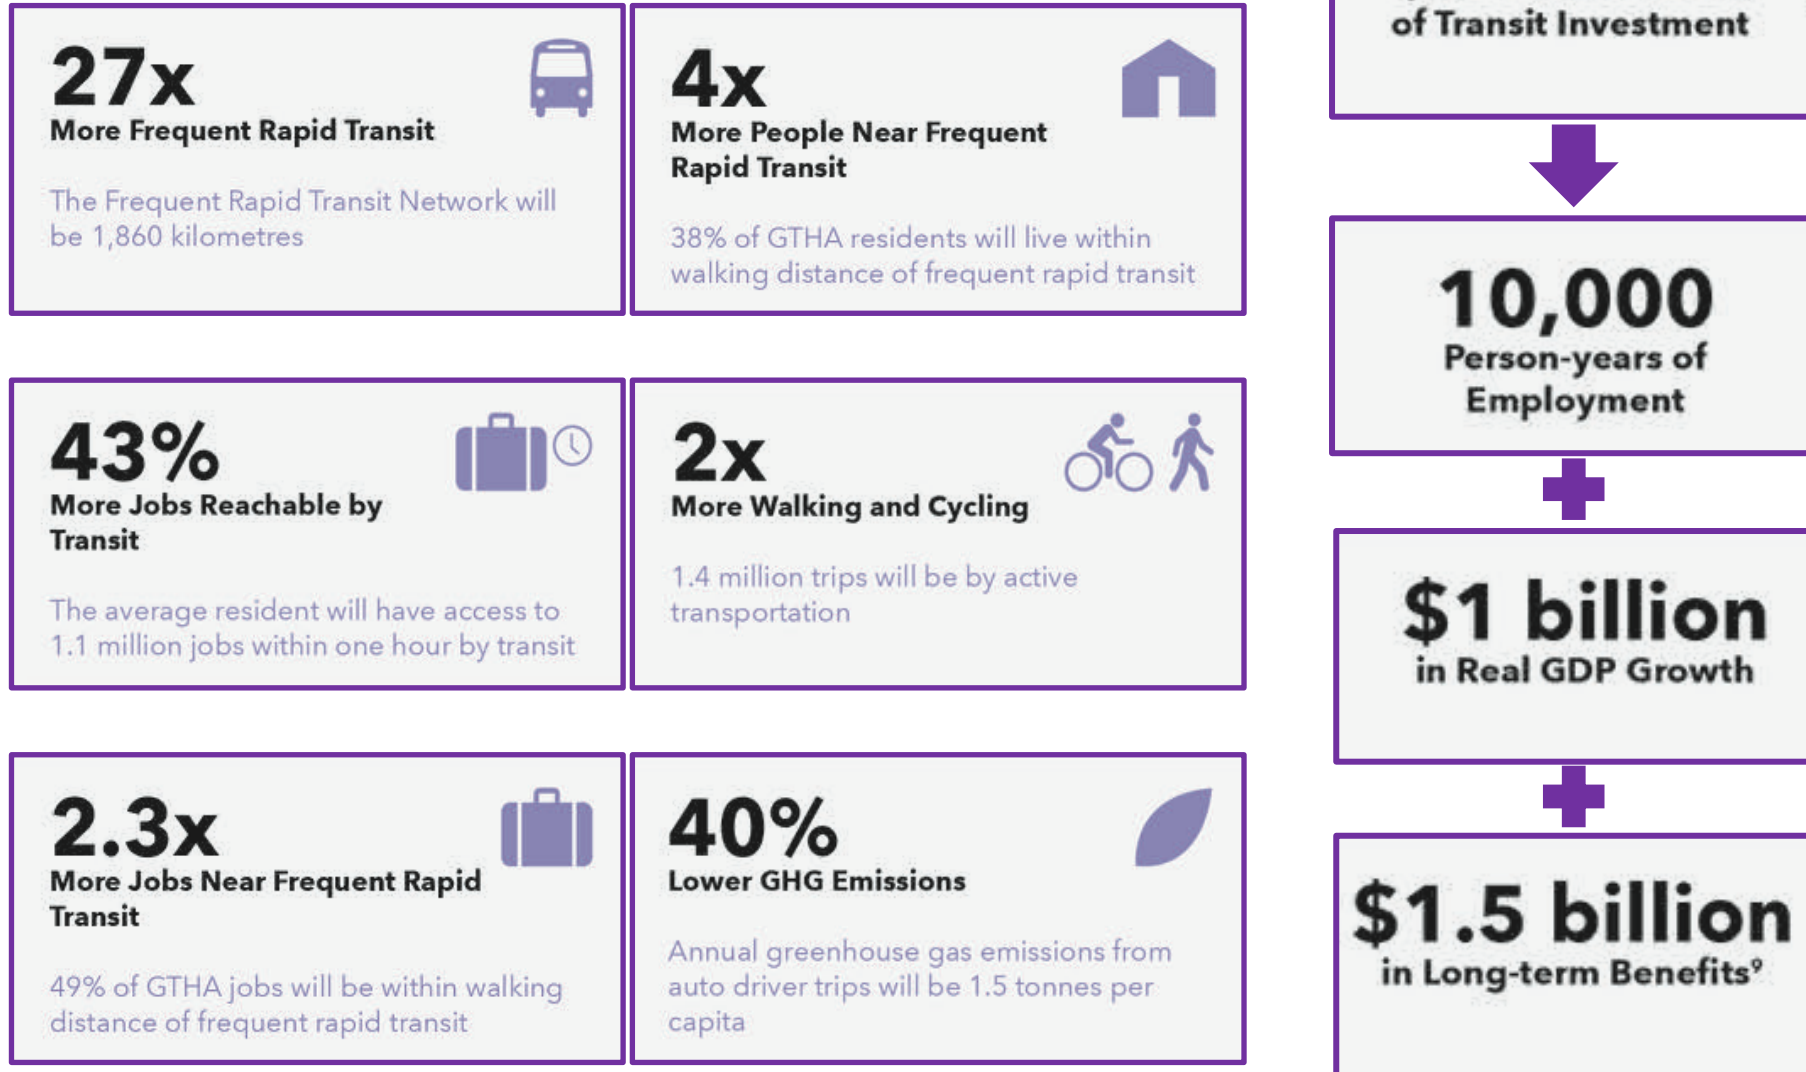 27x
More Frequent Rapid Transit
The Frequent Rapid Transit Network will
be 1,860 kilometres
4x
More People Near Frequent
Rapid Transit
38% of GTHA residents will live within
walking distance of frequent rapid transit
43%
More Jobs Reachable by
Transit
The average resident will have access to
1.1 million jobs within one hour by transit
2x
More Walking and Cycling
1.4 million trips will be by active
transportation
2.3x
More Jobs Near Frequent Rapid
Transit
49% of GTHA jobs will be within walking
distance of frequent rapid transit
40%
Lower GHG Emissions
Annual greenhouse gas emissions from
auto driver trips will be 1.5 tonnes per
capita
of Transit Investment
10,000
Person-years of
Employment
$1 billion
in Real GDP Growth
$1.5 billion
in Long-term Benefits⁹